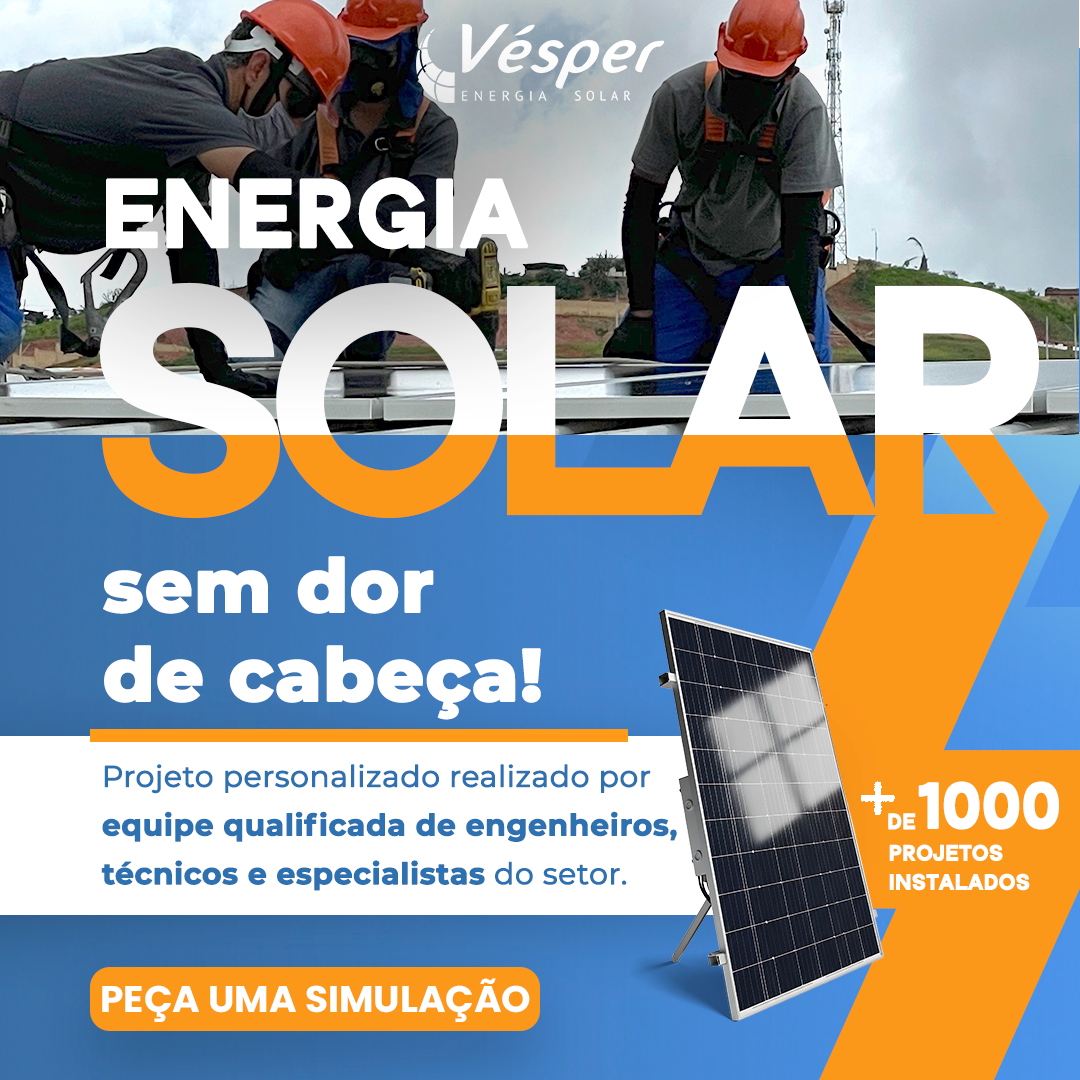 Vésper
ENERGIA SOLAR
ENERGIA
SOLAR
sem dor
de cabeça!
Projeto personalizado realizado por
equipe qualificada de engenheiros,
técnicos e especialistas do setor.
+ DE 1000
PROJETOS
INSTALADOS
PEÇA UMA SIMULAÇÃO